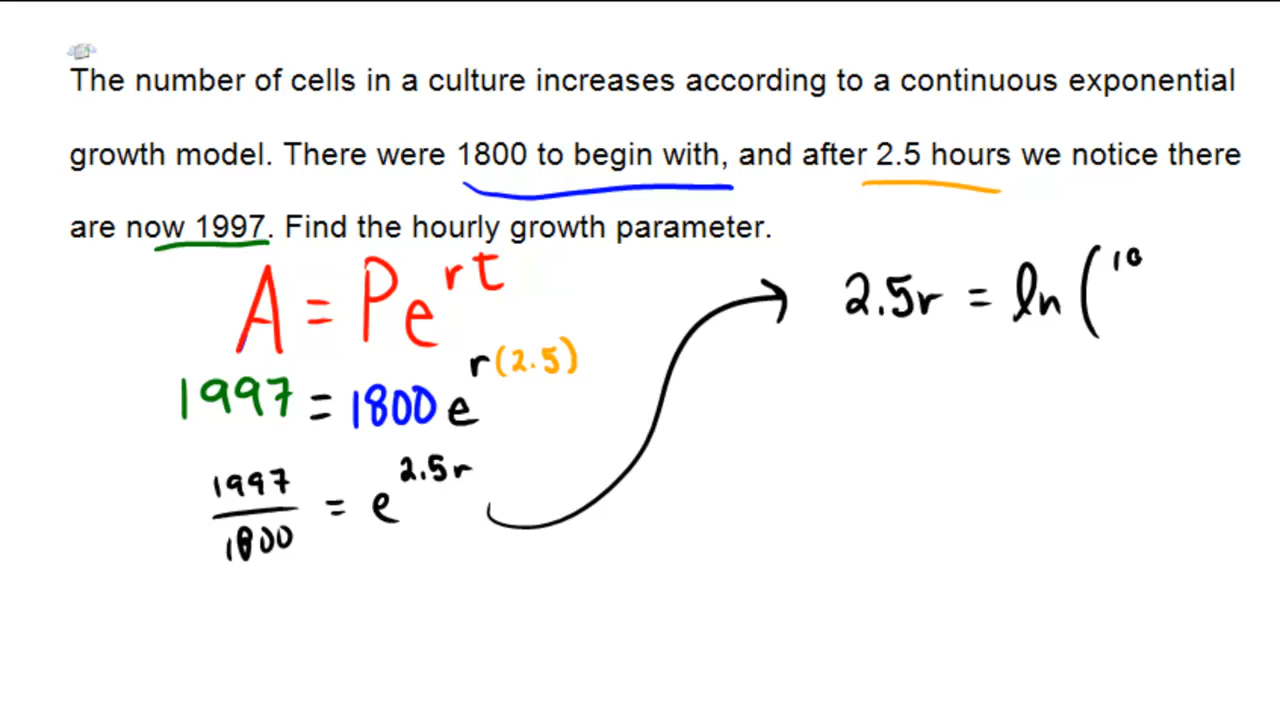 The number of cells in a culture increases according to a continuous exponential
growth model. There were 1800 to begin with, and after 2.5 hours we notice there
are now 1997. Find the hourly growth parameter.
A = Pe^rt
1997 = 1800 e^r(2.5)
1997/1800 = e^2.5r
2.5r = ln(